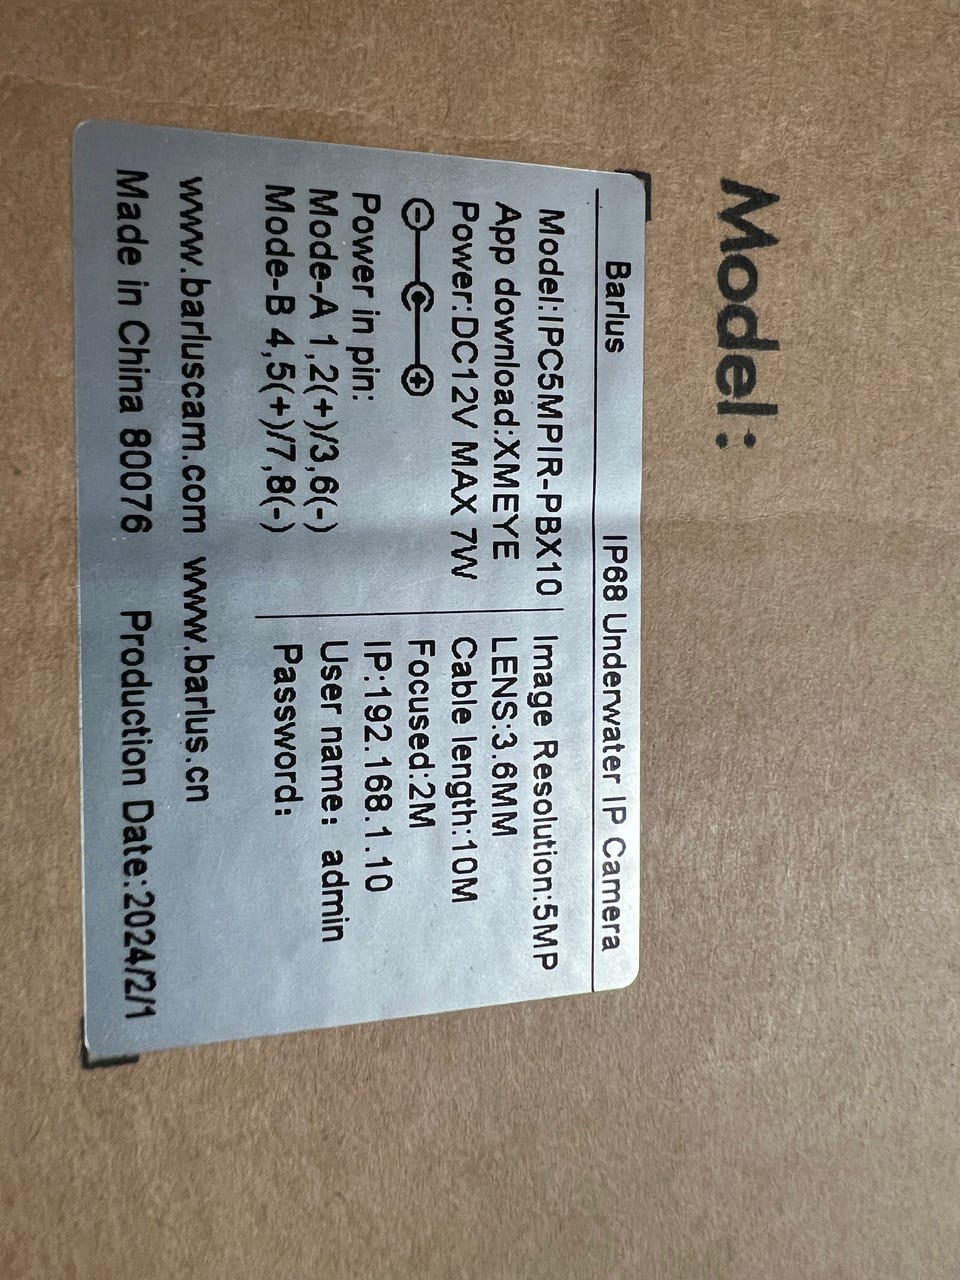 Model:
Barlus IP68 Underwater IP Camera
Model:IPC5MPIR-PBX10
App download:XMEYE
Power:DC12V MAX 7W
Power in pin:
Mode-A 1,2(+)/3,6(-)
Mode-B 4,5(+)/7,8(-)
Image Resolution:5MP
LENS:3.6MM
Cable length:10M
Focused:2M
IP:192.168.1.10
User name: admin
Password:
www.barluscam.com www.barlus.cn
Made in China 80076 Production Date:2024/2/1